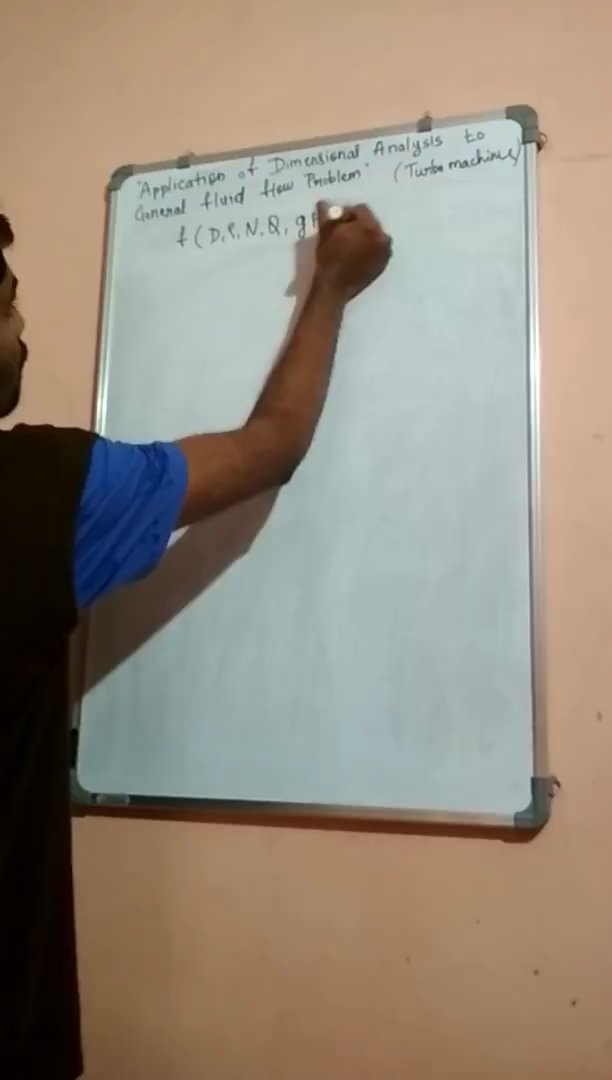 "Application of Dimensional Analysis to
General fluid flow Problem" (Turbo machines)
f ( D, ρ, N, Q, g